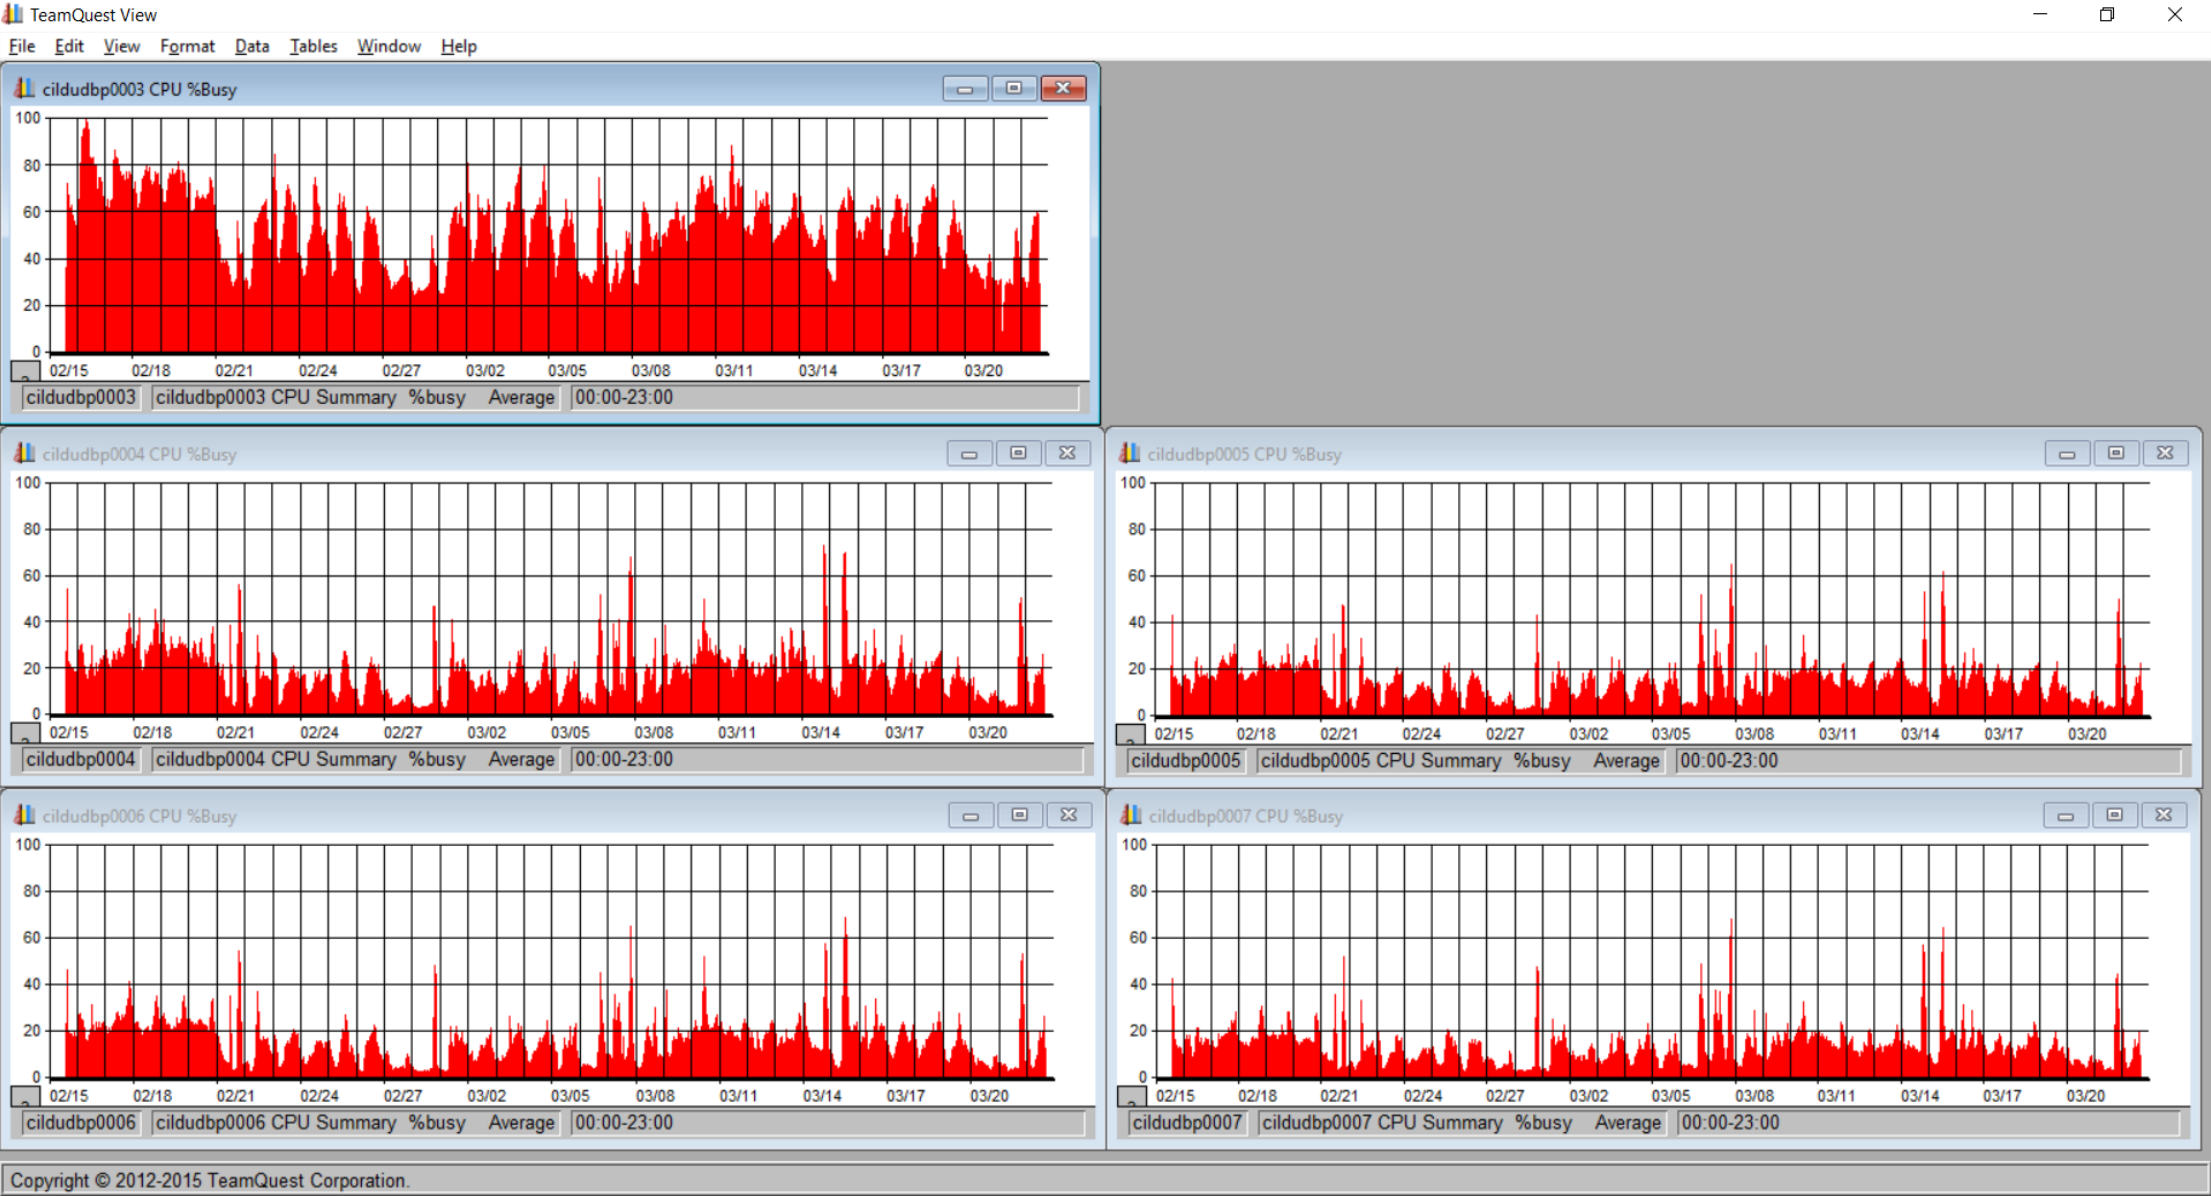 TeamQuest View
File Edit View Format Data Tables Window Help
cildudbp0003 CPU %Busy
100
80
60
40
20
0
02/15 02/18 02/21 02/24 02/27 03/02 03/05 03/08 03/11 03/14 03/17 03/20
cildudbp0003 cildudbp0003 CPU Summary %busy Average 00:00-23:00
cildudbp0004 CPU %Busy
100
80
60
40
20
0
02/15 02/18 02/21 02/24 02/27 03/02 03/05 03/08 03/11 03/14 03/17 03/20
cildudbp0004 cildudbp0004 CPU Summary %busy Average 00:00-23:00
cildudbp0005 CPU %Busy
100
80
60
40
20
0
02/15 02/18 02/21 02/24 02/27 03/02 03/05 03/08 03/11 03/14 03/17 03/20
cildudbp0005 cildudbp0005 CPU Summary %busy Average 00:00-23:00
cildudbp0006 CPU %Busy
100
80
60
40
20
0
02/15 02/18 02/21 02/24 02/27 03/02 03/05 03/08 03/11 03/14 03/17 03/20
cildudbp0006 cildudbp0006 CPU Summary %busy Average 00:00-23:00
cildudbp0007 CPU %Busy
100
80
60
40
20
0
02/15 02/18 02/21 02/24 02/27 03/02 03/05 03/08 03/11 03/14 03/17 03/20
cildudbp0007 cildudbp0007 CPU Summary %busy Average 00:00-23:00
Copyright © 2012-2015 TeamQuest Corporation.